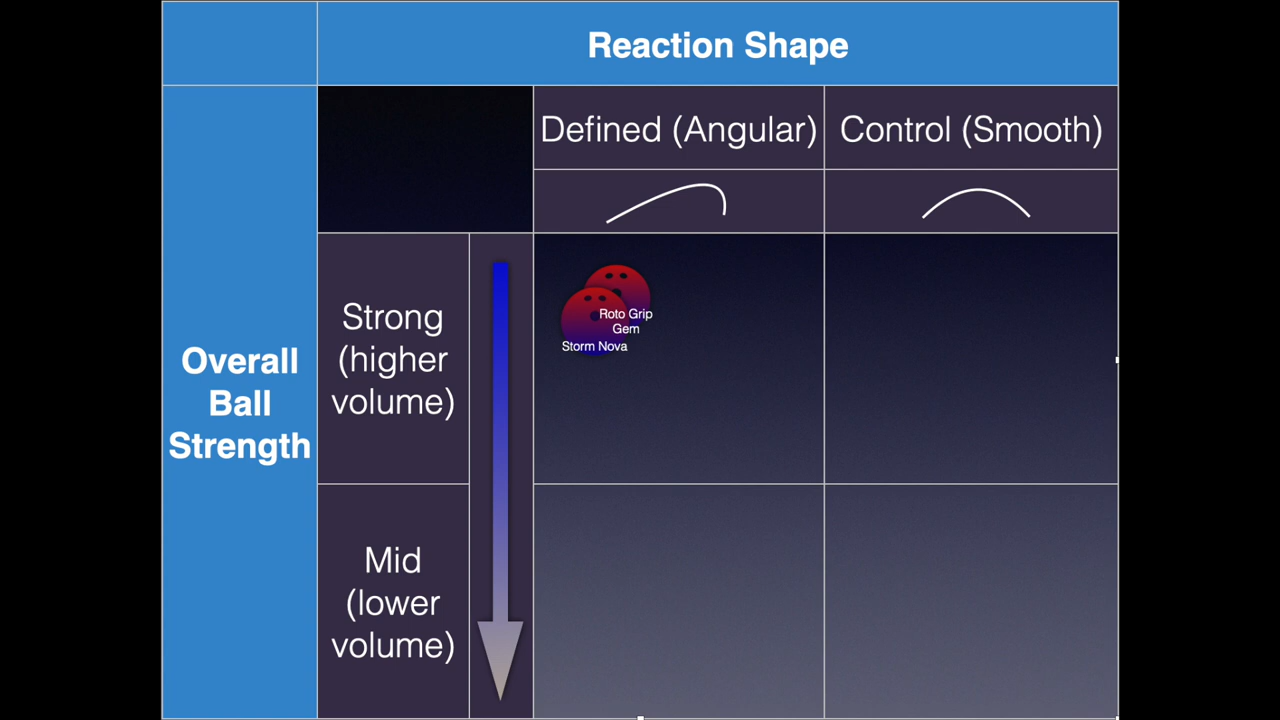 Reaction Shape
Defined (Angular)
Control (Smooth)
Overall
Ball
Strength
Strong
(higher
volume)
Roto Grip
Gem
Storm Nova
Mid
(lower
volume)